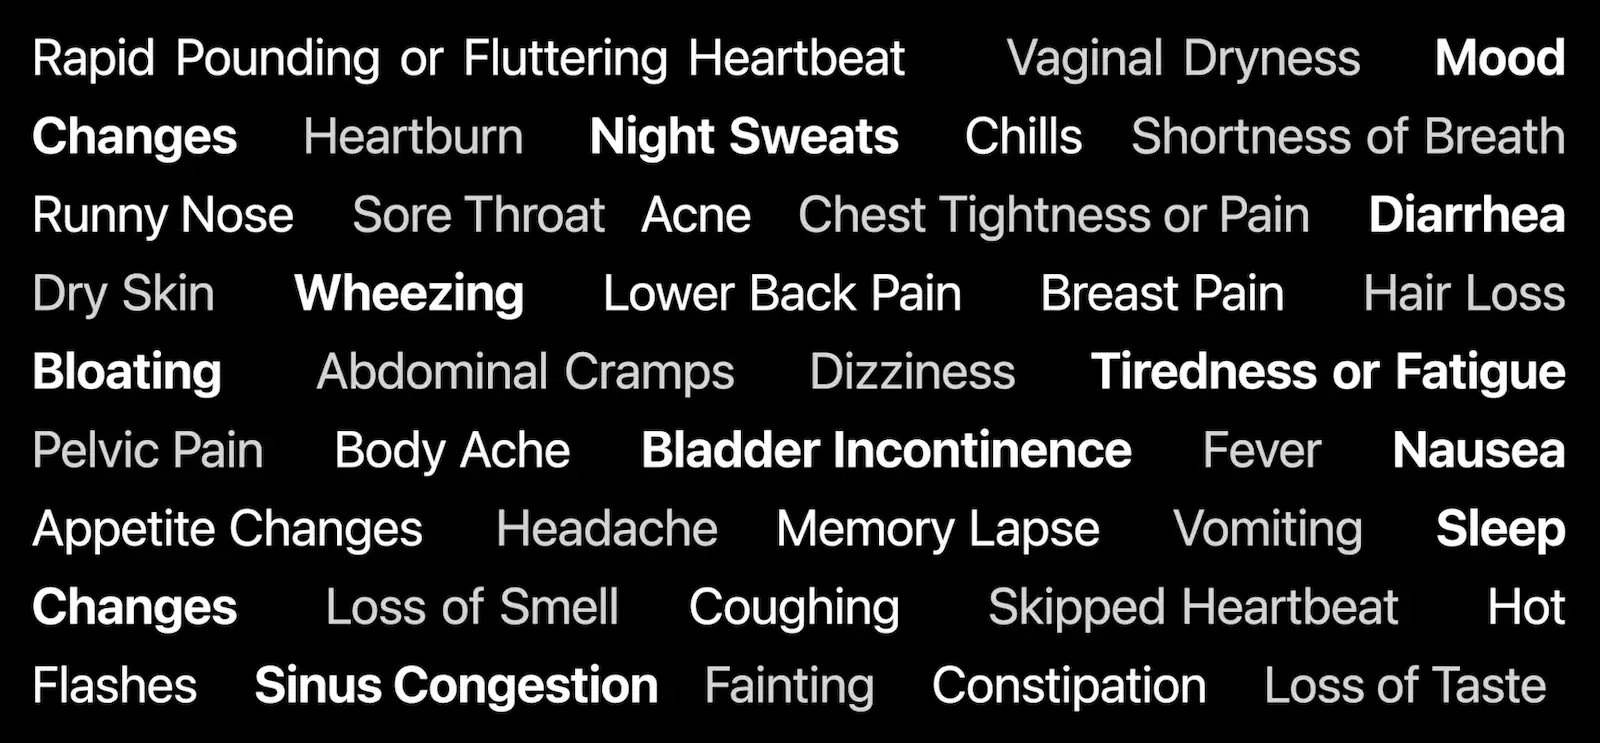 Rapid Pounding or Fluttering Heartbeat Vaginal Dryness Mood
Changes Heartburn Night Sweats Chills Shortness of Breath
Runny Nose Sore Throat Acne Chest Tightness or Pain Diarrhea
Dry Skin Wheezing Lower Back Pain Breast Pain Hair Loss
Bloating Abdominal Cramps Dizziness Tiredness or Fatigue
Pelvic Pain Body Ache Bladder Incontinence Fever Nausea
Appetite Changes Headache Memory Lapse Vomiting Sleep
Changes Loss of Smell Coughing Skipped Heartbeat Hot
Flashes Sinus Congestion Fainting Constipation Loss of Taste